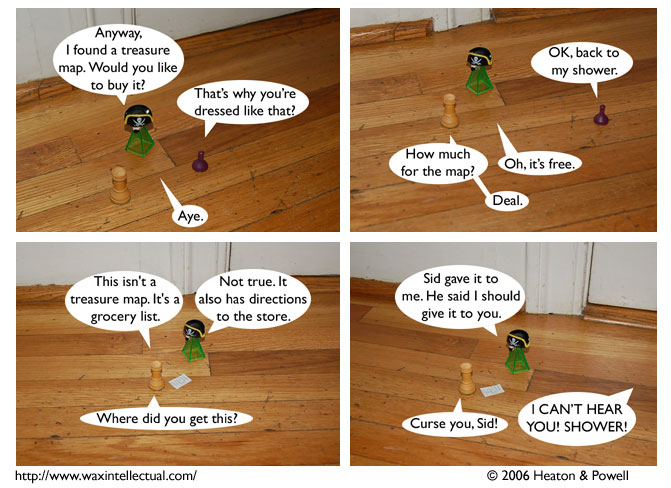 Anyway,
I found a treasure
map. Would you like
to buy it?
That's why you're
dressed like that?
Aye.
OK, back to
my shower.
How much
for the map?
Oh, it's free.
Deal.
This isn't a
treasure map. It's a
grocery list.
Not true. It
also has directions
to the store.
Where did you get this?
Sid gave it to
me. He said I should
give it to you.
Curse you, Sid!
I CAN'T HEAR
YOU! SHOWER!
http://www.waxintellectual.com/
© 2006 Heaton & Powell